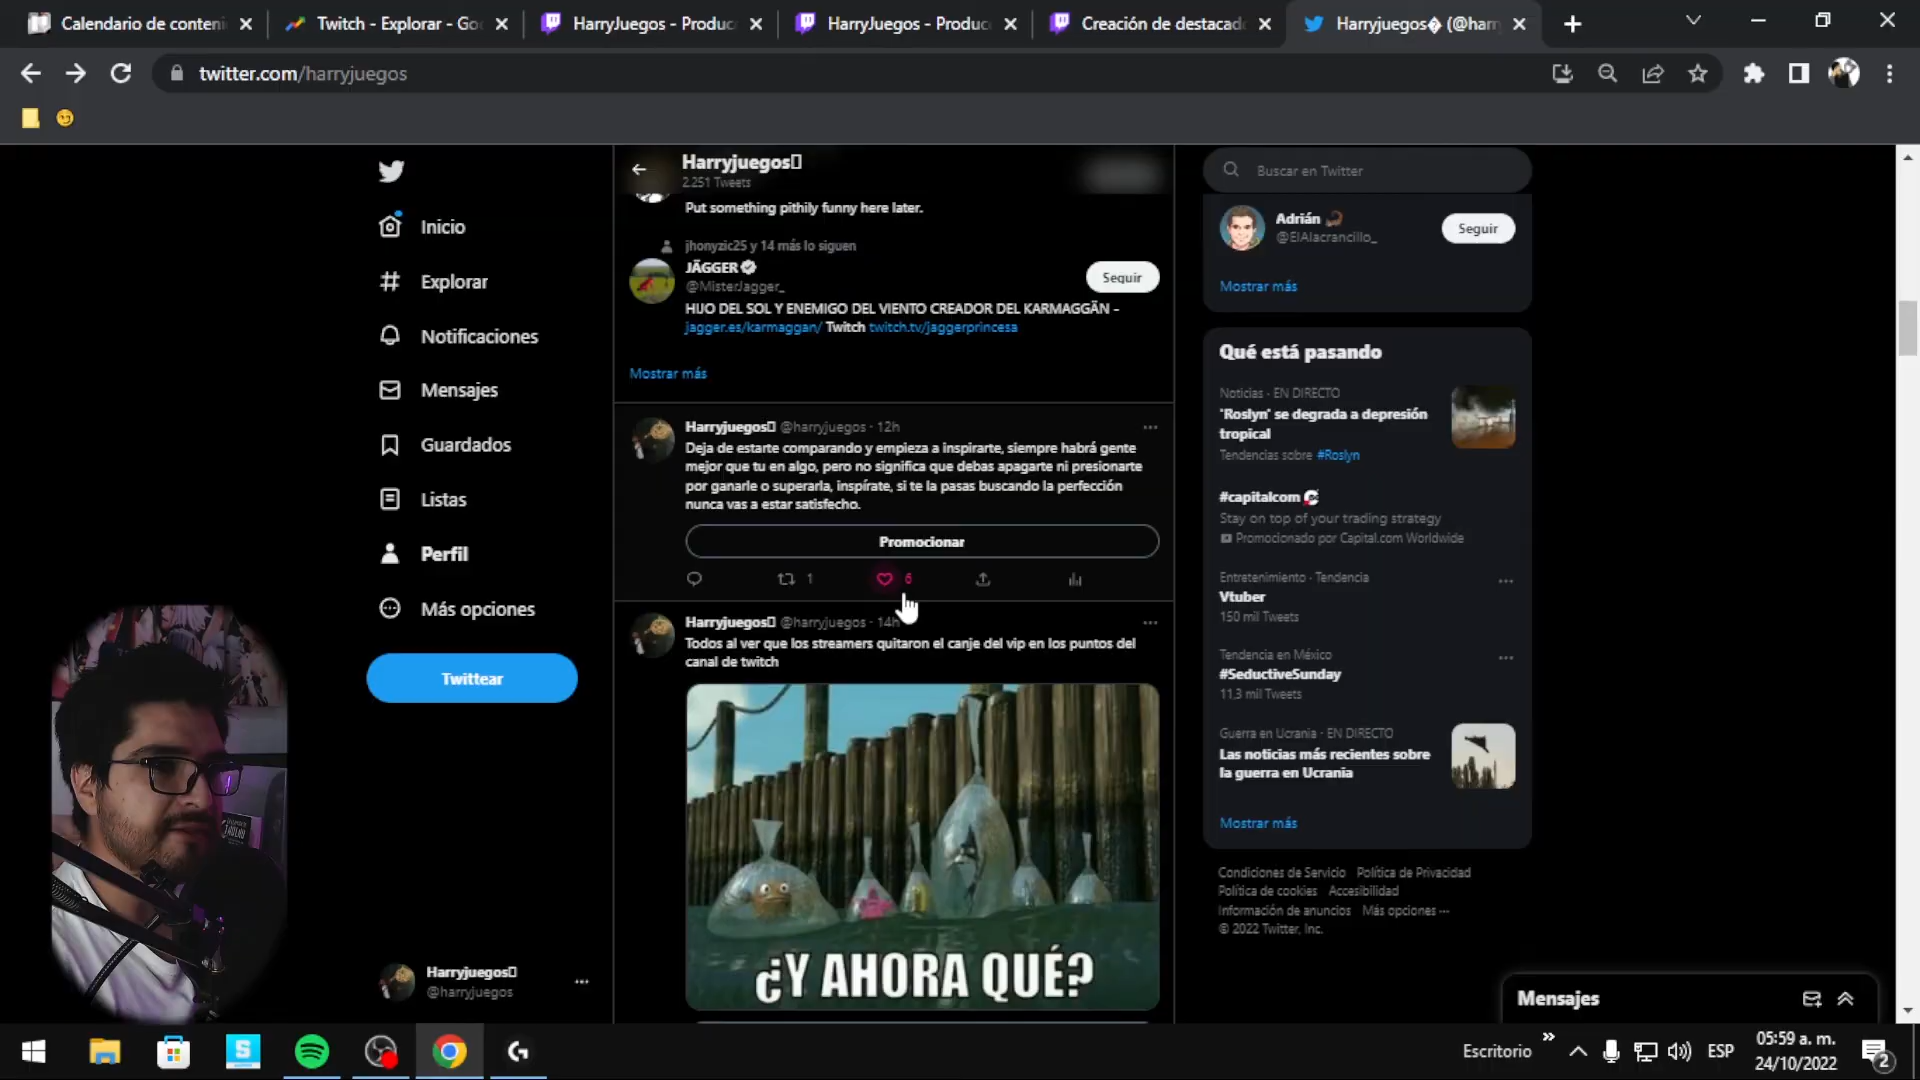 Calendario de conteni
Twitch - Explorar - Go
HarryJuegos - Produc
HarryJuegos - Produc
Creación de destacad
Harryjuegos� (@harr
twitter.com/harryjuegos
Inicio
Explorar
Notificaciones
Mensajes
Guardados
Listas
Perfil
Más opciones
Twittear
Harryjuegos
@harryjuegos
Harryjuegos
2.251 Tweets
Put something pithily funny here later.
jhonyzic25 y 14 más lo siguen
JÄGGER
@MisterJagger_
Seguir
HIJO DEL SOL Y ENEMIGO DEL VIENTO CREADOR DEL KARMAGGÄN -
jagger.es/karmaggan/ Twitch twitch.tv/jaggerprincesa
Mostrar más
Harryjuegos @harryjuegos · 12h
Deja de estarte comparando y empieza a inspirarte, siempre habrá gente
mejor que tu en algo, pero no significa que debas apagarte ni presionarte
por ganarle o superarla, inspírate, si te la pasas buscando la perfección
nunca vas a estar satisfecho.
Promocionar
1 6
Harryjuegos @harryjuegos · 14h
Todos al ver que los streamers quitaron el canje del vip en los puntos del
canal de twitch
¿Y AHORA QUÉ?
Buscar en Twitter
Adrián
@ElAlacrancillo_
Seguir
Mostrar más
Qué está pasando
Noticias · EN DIRECTO
'Roslyn' se degrada a depresión
tropical
Tendencias sobre #Roslyn
#capitalcom
Stay on top of your trading strategy
Promocionado por Capital.com Worldwide
Entretenimiento · Tendencia
Vtuber
150 mil Tweets
Tendencia en México
#SeductiveSunday
11,3 mil Tweets
Guerra en Ucrania · EN DIRECTO
Las noticias más recientes sobre
la guerra en Ucrania
Mostrar más
Condiciones de Servicio Política de Privacidad
Política de cookies Accesibilidad
Información de anuncios Más opciones ···
© 2022 Twitter, Inc.
Mensajes
Escritorio
ESP
05:59 a. m.
24/10/2022
2